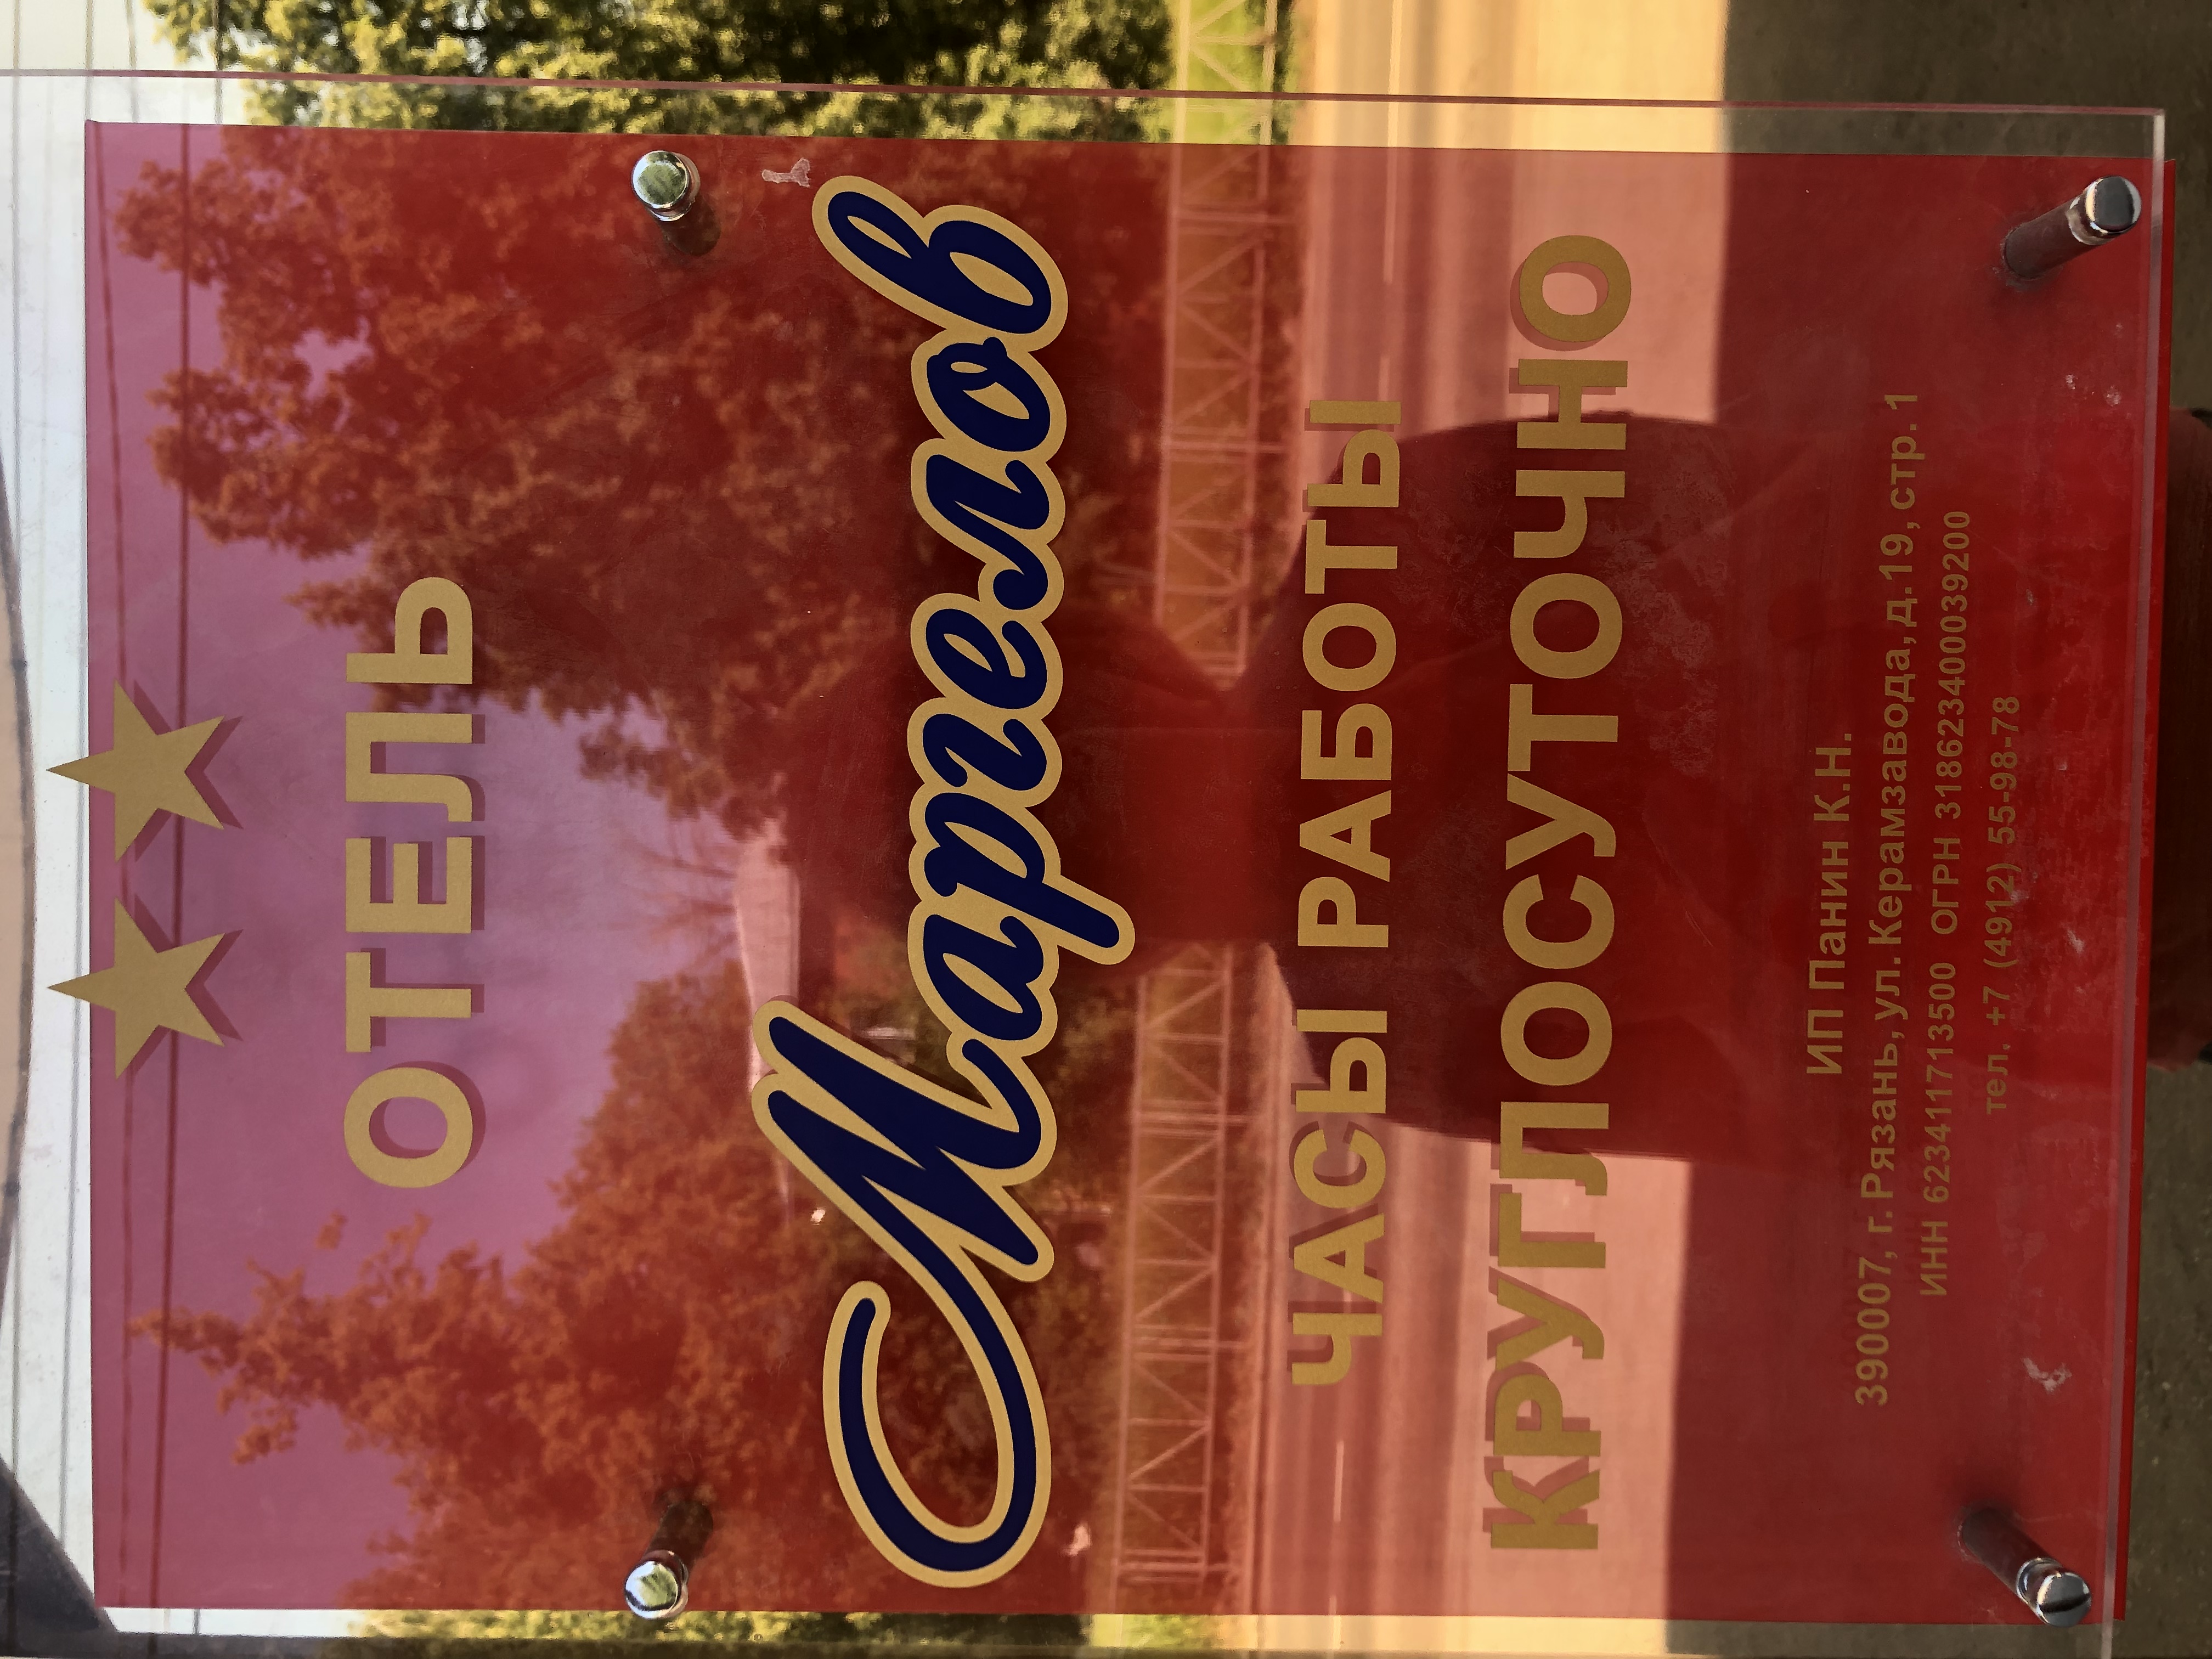 ОТЕЛЬ
Маргелов
ЧАСЫ РАБОТЫ
КРУГЛОСУТОЧНО
ИП Панин К.Н.
390007, г. Рязань, ул. Керамзавода, д.19, стр. 1
ИНН 623411713500 ОГРН 318623400039200
тел. +7 (4912) 55-98-78